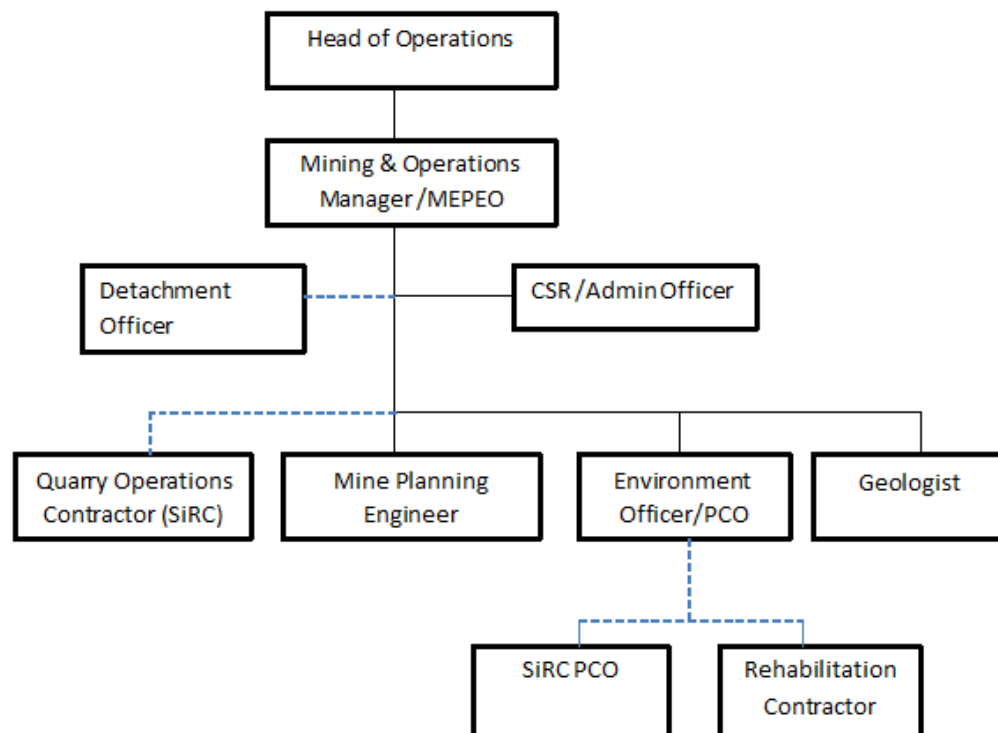 Head of Operations
Mining & Operations
Manager/MEPEO
Detachment
Officer
CSR/Admin Officer
Quarry Operations
Contractor (SiRC)
Mine Planning
Engineer
Environment
Officer/PCO
Geologist
SiRC PCO
Rehabilitation
Contractor